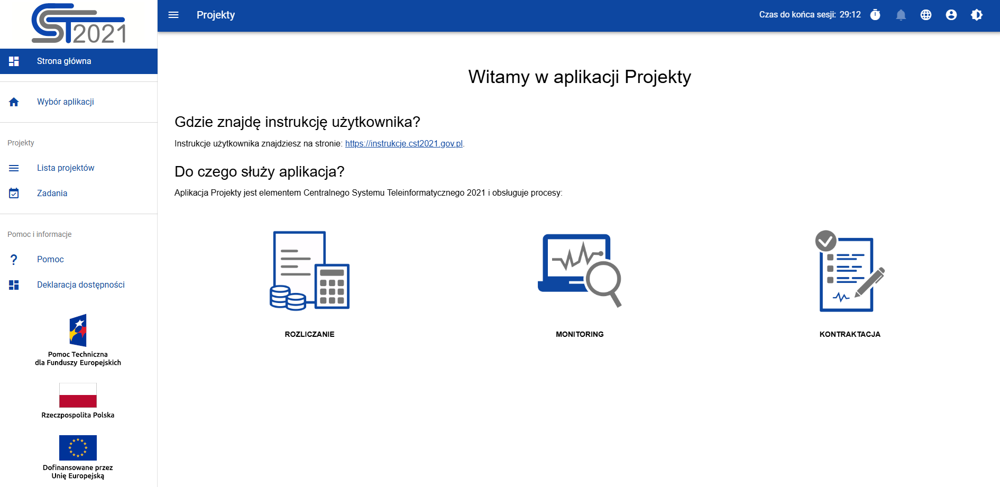 CST2021
Projekty
Czas do końca sesji: 29:12
Strona główna
Wybór aplikacji
Projekty
Lista projektów
Zadania
Pomoc i informacje
Pomoc
Deklaracja dostępności
Pomoc Techniczna
dla Funduszy Europejskich
Rzeczpospolita Polska
Dofinansowane przez
Unię Europejską
Witamy w aplikacji Projekty
Gdzie znajdę instrukcję użytkownika?
Instrukcje użytkownika znajdziesz na stronie: https://instrukcje.cst2021.gov.pl.
Do czego służy aplikacja?
Aplikacja Projekty jest elementem Centralnego Systemu Teleinformatycznego 2021 i obsługuje procesy:
ROZLICZANIE
MONITORING
KONTRAKTACJA